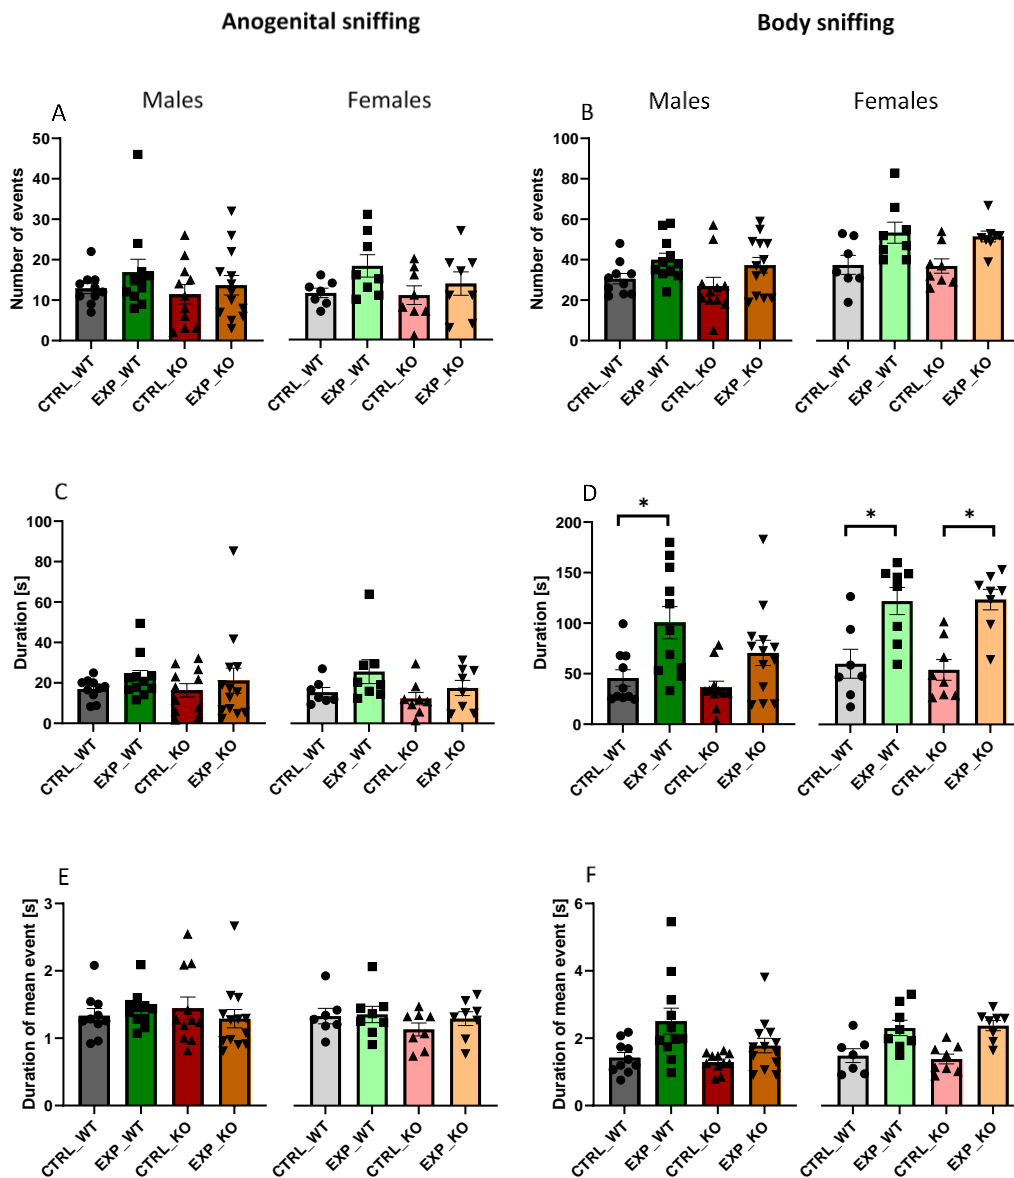 Anogenital sniffing
Body sniffing
A
Males
Females
B
Males
Females
Number of events
50
40
30
20
10
0
CTRL_WT
EXP_WT
CTRL_KO
EXP_KO
CTRL_WT
EXP_WT
CTRL_KO
EXP_KO
Number of events
100
80
60
40
20
0
CTRL_WT
EXP_WT
CTRL_KO
EXP_KO
CTRL_WT
EXP_WT
CTRL_KO
EXP_KO
C
Duration [s]
100
80
60
40
20
0
CTRL_WT
EXP_WT
CTRL_KO
EXP_KO
CTRL_WT
EXP_WT
CTRL_KO
EXP_KO
D
Duration [s]
200
150
100
50
0
*
*
*
CTRL_WT
EXP_WT
CTRL_KO
EXP_KO
CTRL_WT
EXP_WT
CTRL_KO
EXP_KO
E
Duration of mean event [s]
3
2
1
0
CTRL_WT
EXP_WT
CTRL_KO
EXP_KO
CTRL_WT
EXP_WT
CTRL_KO
EXP_KO
F
Duration of mean event [s]
6
4
2
0
CTRL_WT
EXP_WT
CTRL_KO
EXP_KO
CTRL_WT
EXP_WT
CTRL_KO
EXP_KO